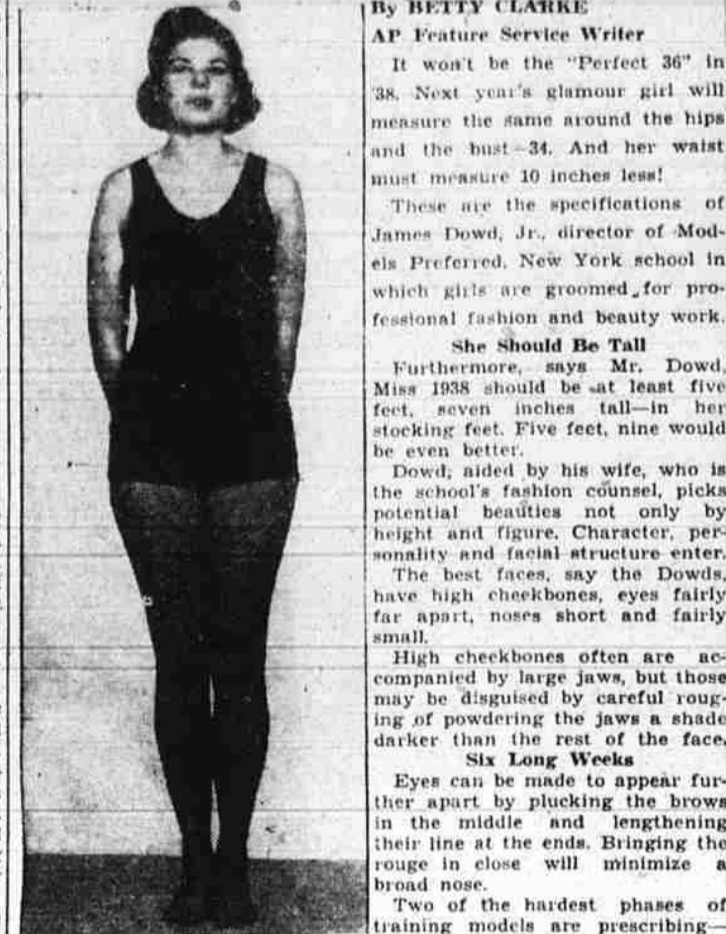 By BETTY CLARKE
AP Feature Service Writer
It won't be the "Perfect 36" in
'38. Next year's glamour girl will
measure the same around the hips
and the bust—34. And her waist
must measure 10 inches less!
These are the specifications of
James Dowd, Jr., director of Mod-
els Preferred, New York school in
which girls are groomed for pro-
fessional fashion and beauty work.
She Should Be Tall
Furthermore, says Mr. Dowd,
Miss 1938 should be at least five
feet, seven inches tall—in her
stocking feet. Five feet, nine would
be even better.
Dowd, aided by his wife, who is
the school's fashion counsel, picks
potential beauties not only by
height and figure. Character, per-
sonality and facial structure enter.
The best faces, say the Dowds,
have high cheekbones, eyes fairly
far apart, noses short and fairly
small.
High cheekbones often are ac-
companied by large jaws, but those
may be disguised by careful roug-
ing of powdering the jaws a shade
darker than the rest of the face.
Six Long Weeks
Eyes can be made to appear fur-
ther apart by plucking the brows
in the middle and lengthening
their line at the ends. Bringing the
rouge in close will minimize a
broad nose.
Two of the hardest phases of
training models are prescribing—